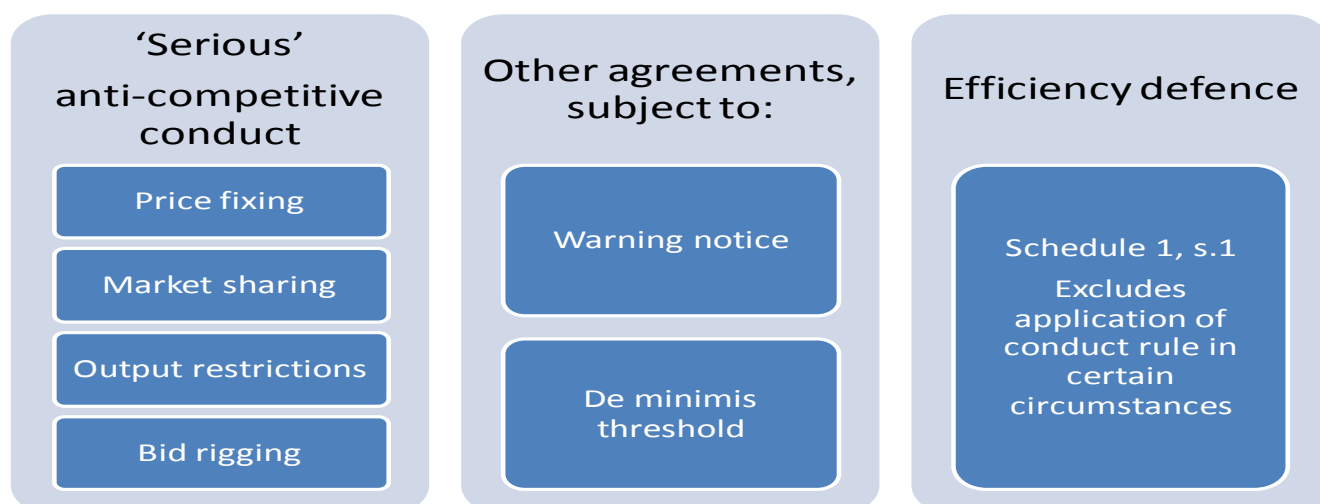 ‘Serious’
anti-competitive
conduct
Price fixing
Market sharing
Output restrictions
Bid rigging
Other agreements,
subject to:
Warning notice
De minimis
threshold
Efficiency defence
Schedule 1, s.1
Excludes
application of
conduct rule in
certain
circumstances